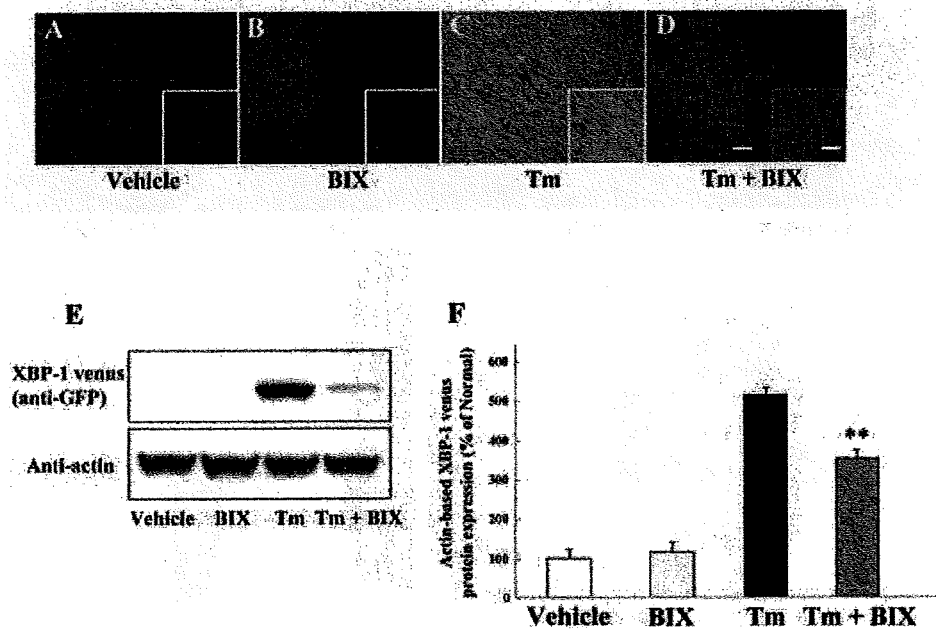 A B C D
Vehicle BIX Tm Tm + BIX
E
XBP-1 venus
(anti-GFP)
Anti-actin
Vehicle BIX Tm Tm + BIX
F
Actin-based XBP-1 venus
protein expression (% of Normal)
600
500
400
300
200
100
0
**
Vehicle BIX Tm Tm + BIX